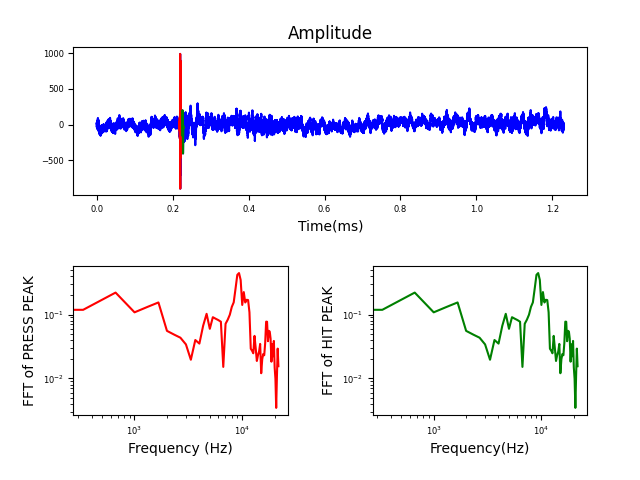 Amplitude
1000
500
0
−500
0.0 0.2 0.4 0.6 0.8 1.0 1.2
Time(ms)
FFT of PRESS PEAK
10⁻¹
10⁻²
10³ 10⁴
Frequency (Hz)
FFT of HIT PEAK
10⁻¹
10⁻²
10³ 10⁴
Frequency(Hz)